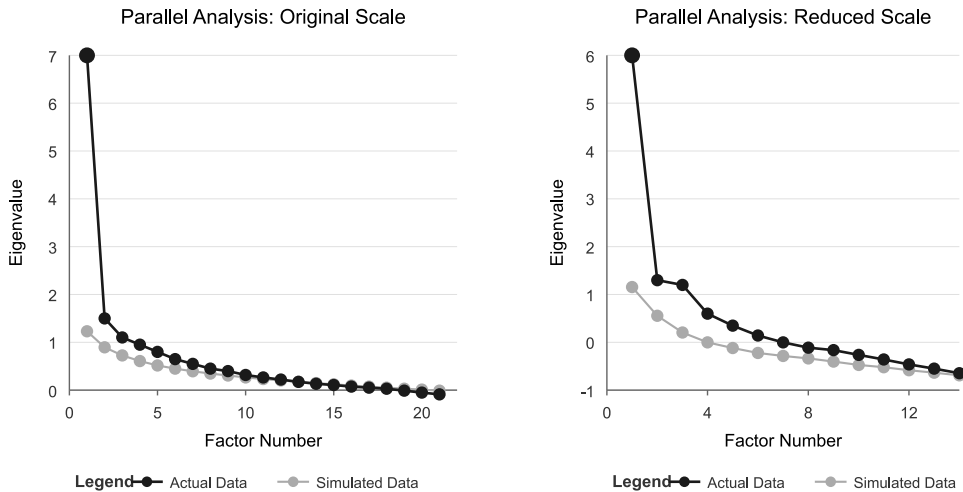 Parallel Analysis: Original Scale
7
6
5
4
3
2
1
0
Eigenvalue
0 5 10 15 20
Factor Number
Legend Actual Data Simulated Data
Parallel Analysis: Reduced Scale
6
5
4
3
2
1
0
-1
Eigenvalue
0 4 8 12
Factor Number
Legend Actual Data Simulated Data